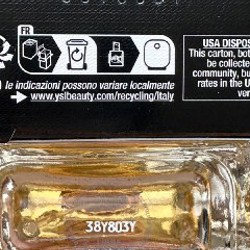 FR
USA DISPOS
This carton, bot
be collecte
community, bu
rates in the U
ver
le indicazioni possono variare localmente
www.yslbeauty.com/recycling/italy
38Y803Y